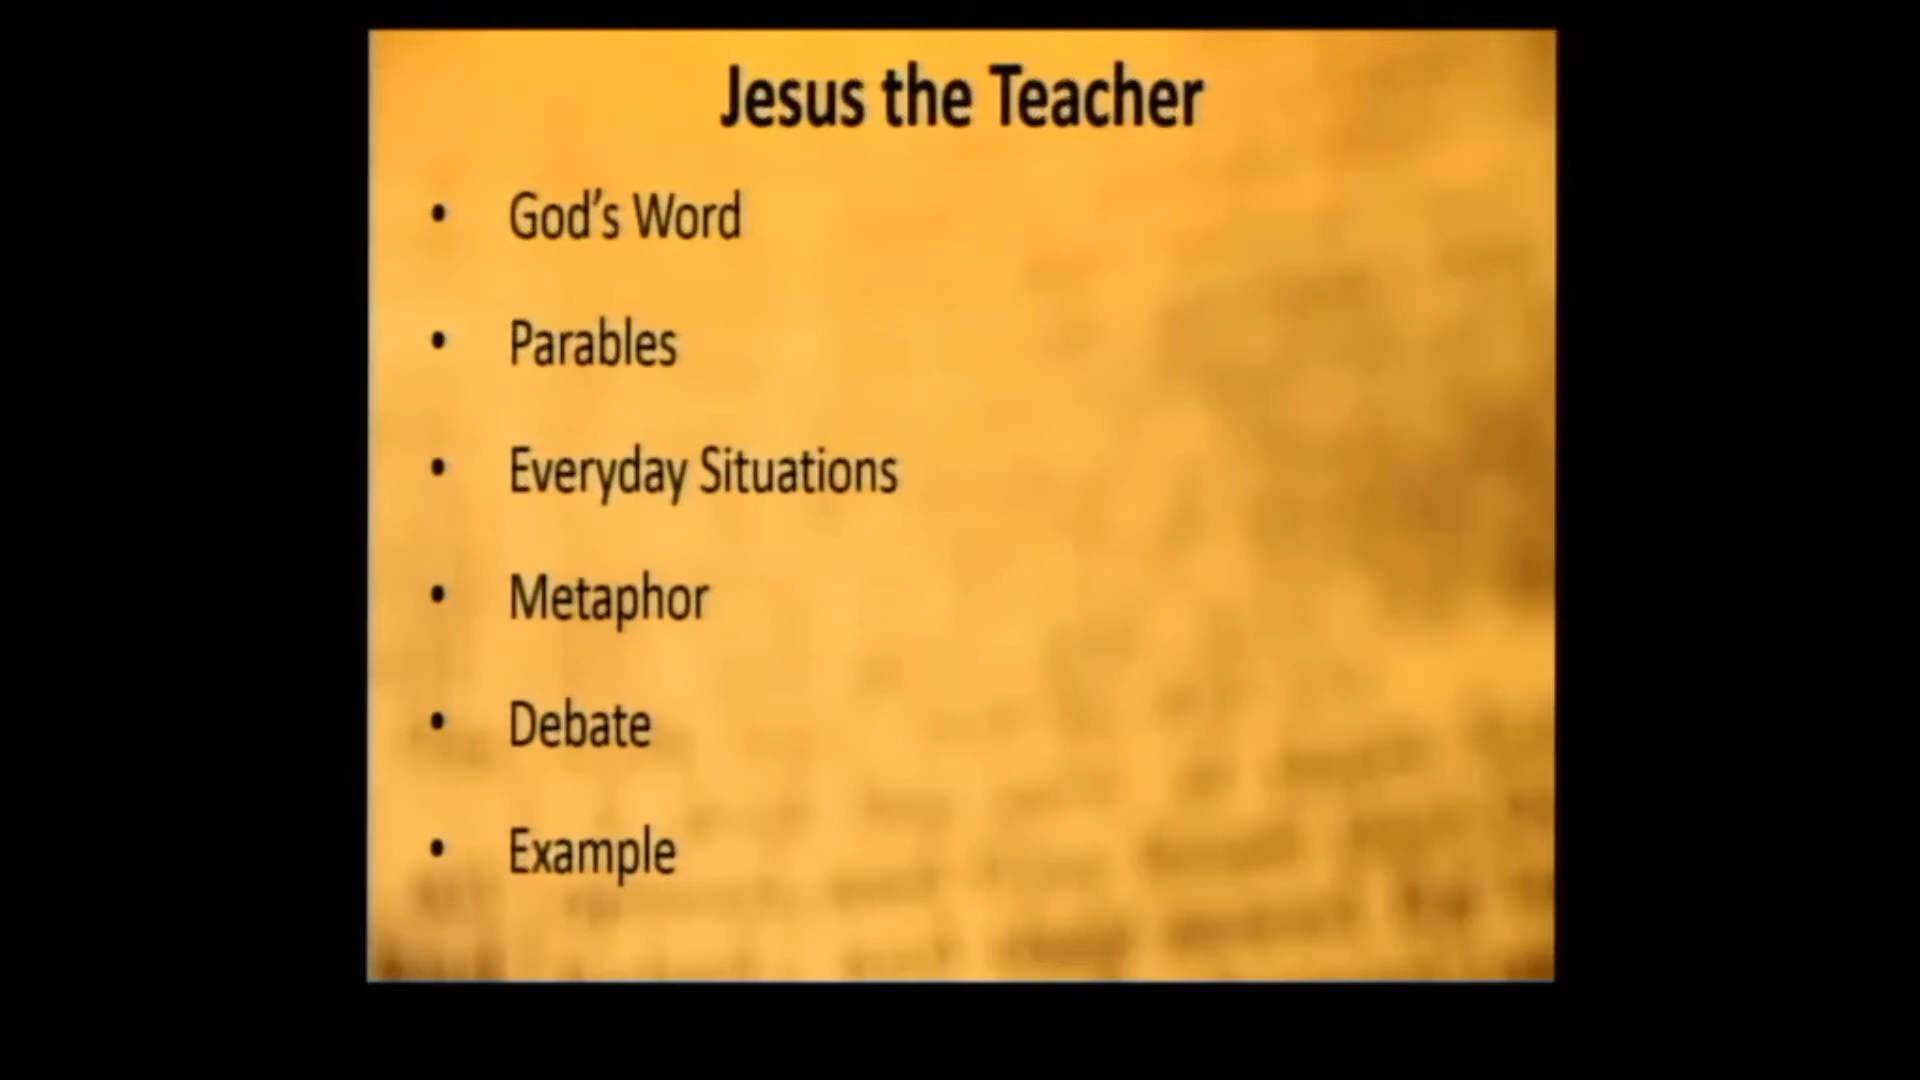 Jesus the Teacher
• God’s Word
• Parables
• Everyday Situations
• Metaphor
• Debate
• Example